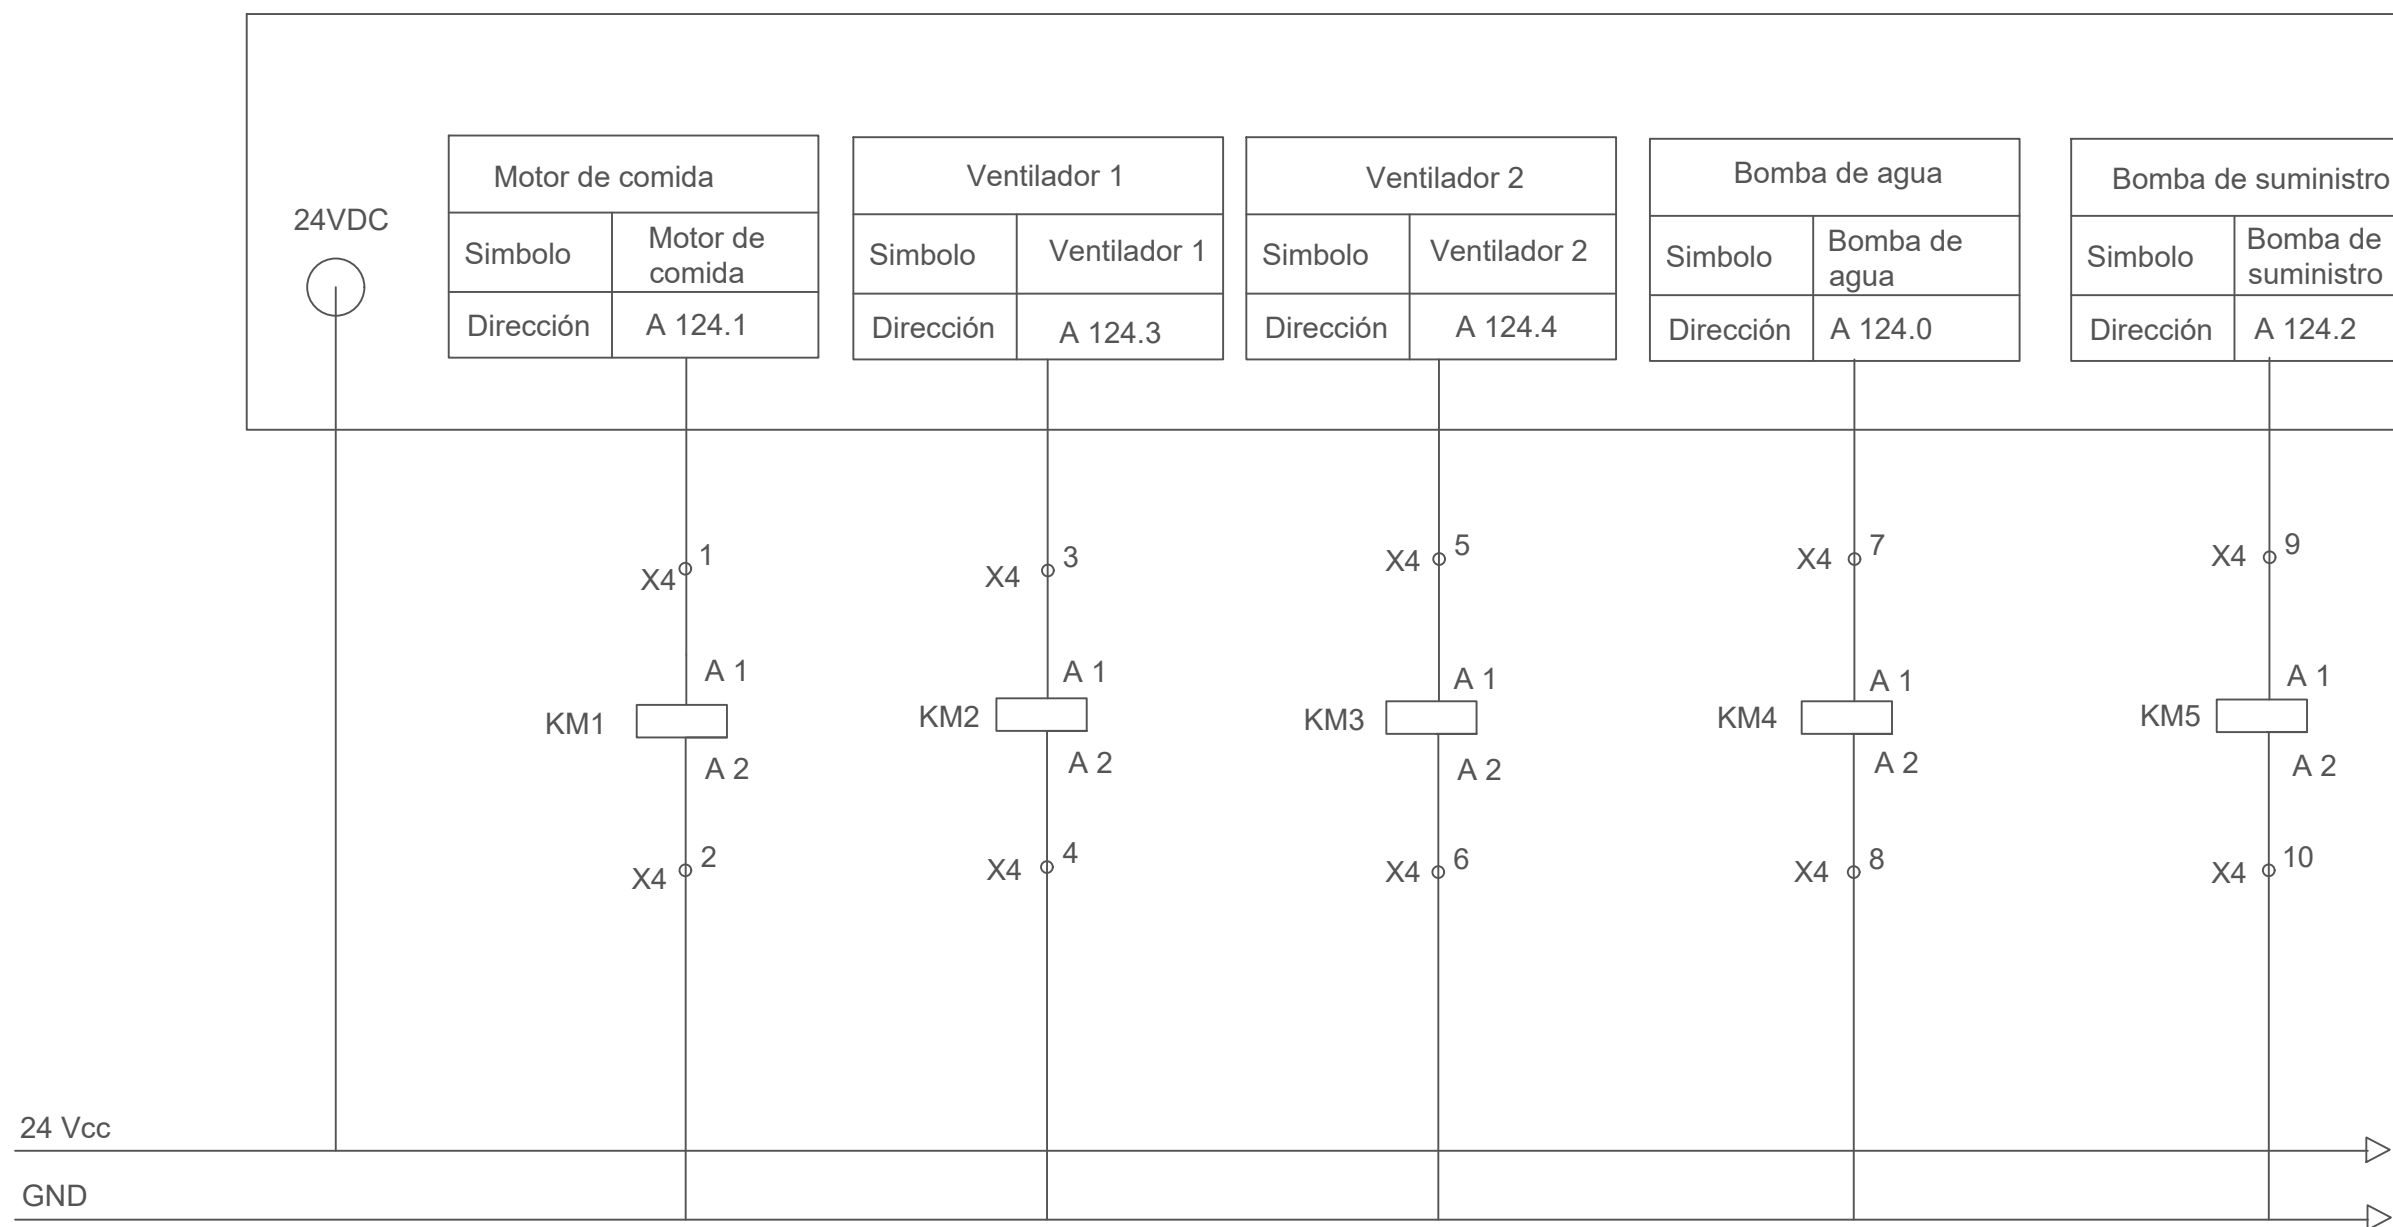 24VDC
Motor de comida
Simbolo
Motor de
comida
Dirección
A 124.1
Ventilador 1
Simbolo
Ventilador 1
Dirección
A 124.3
Ventilador 2
Simbolo
Ventilador 2
Dirección
A 124.4
Bomba de agua
Simbolo
Bomba de
agua
Dirección
A 124.0
Bomba de suministro
Simbolo
Bomba de
suministro
Dirección
A 124.2
X4
1
X4
3
X4
5
X4
7
X4
9
A 1
A 1
A 1
A 1
A 1
KM1
KM2
KM3
KM4
KM5
A 2
A 2
A 2
A 2
A 2
X4
2
X4
4
X4
6
X4
8
X4
10
24 Vcc
GND